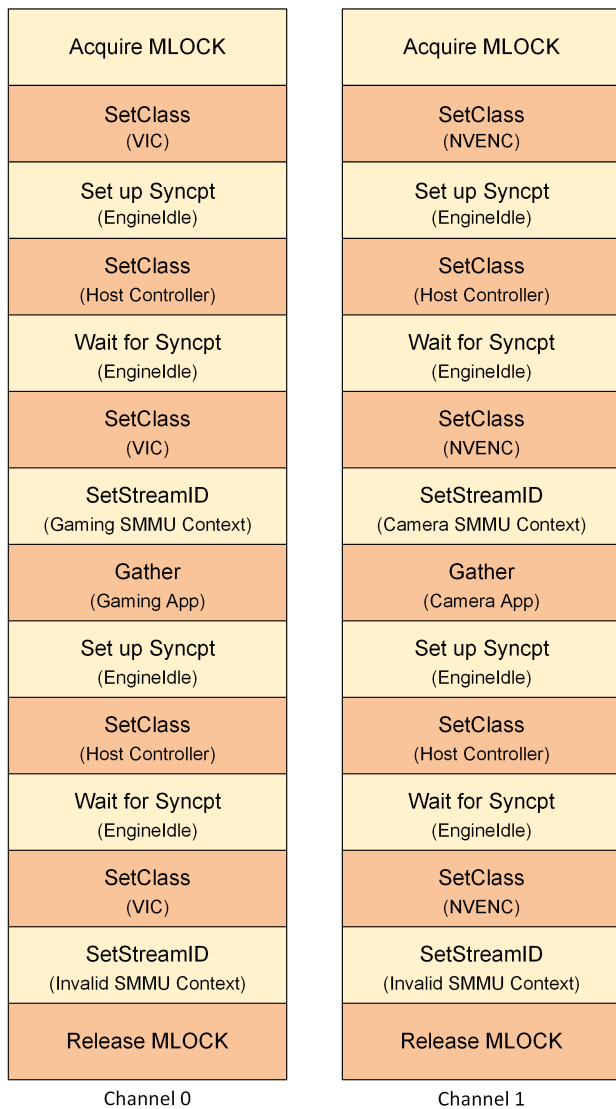 Acquire MLOCK
SetClass
(VIC)
Set up Syncpt
(EngineIdle)
SetClass
(Host Controller)
Wait for Syncpt
(EngineIdle)
SetClass
(VIC)
SetStreamID
(Gaming SMMU Context)
Gather
(Gaming App)
Set up Syncpt
(EngineIdle)
SetClass
(Host Controller)
Wait for Syncpt
(EngineIdle)
SetClass
(VIC)
SetStreamID
(Invalid SMMU Context)
Release MLOCK
Channel 0
Acquire MLOCK
SetClass
(NVENC)
Set up Syncpt
(EngineIdle)
SetClass
(Host Controller)
Wait for Syncpt
(EngineIdle)
SetClass
(NVENC)
SetStreamID
(Camera SMMU Context)
Gather
(Camera App)
Set up Syncpt
(EngineIdle)
SetClass
(Host Controller)
Wait for Syncpt
(EngineIdle)
SetClass
(NVENC)
SetStreamID
(Invalid SMMU Context)
Release MLOCK
Channel 1